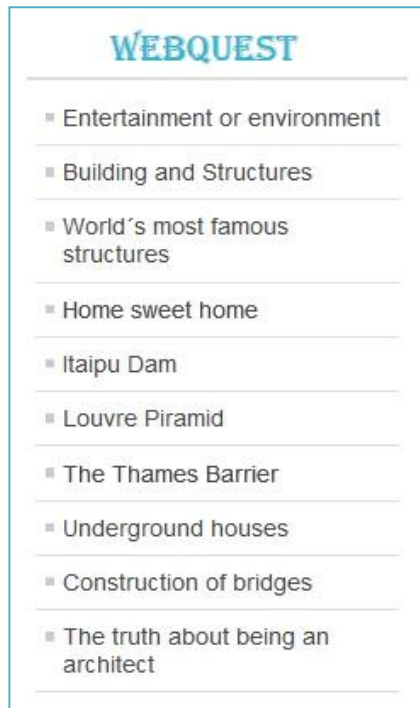 WEBQUEST
Entertainment or environment
Building and Structures
World´s most famous
structures
Home sweet home
Itaipu Dam
Louvre Piramid
The Thames Barrier
Underground houses
Construction of bridges
The truth about being an
architect